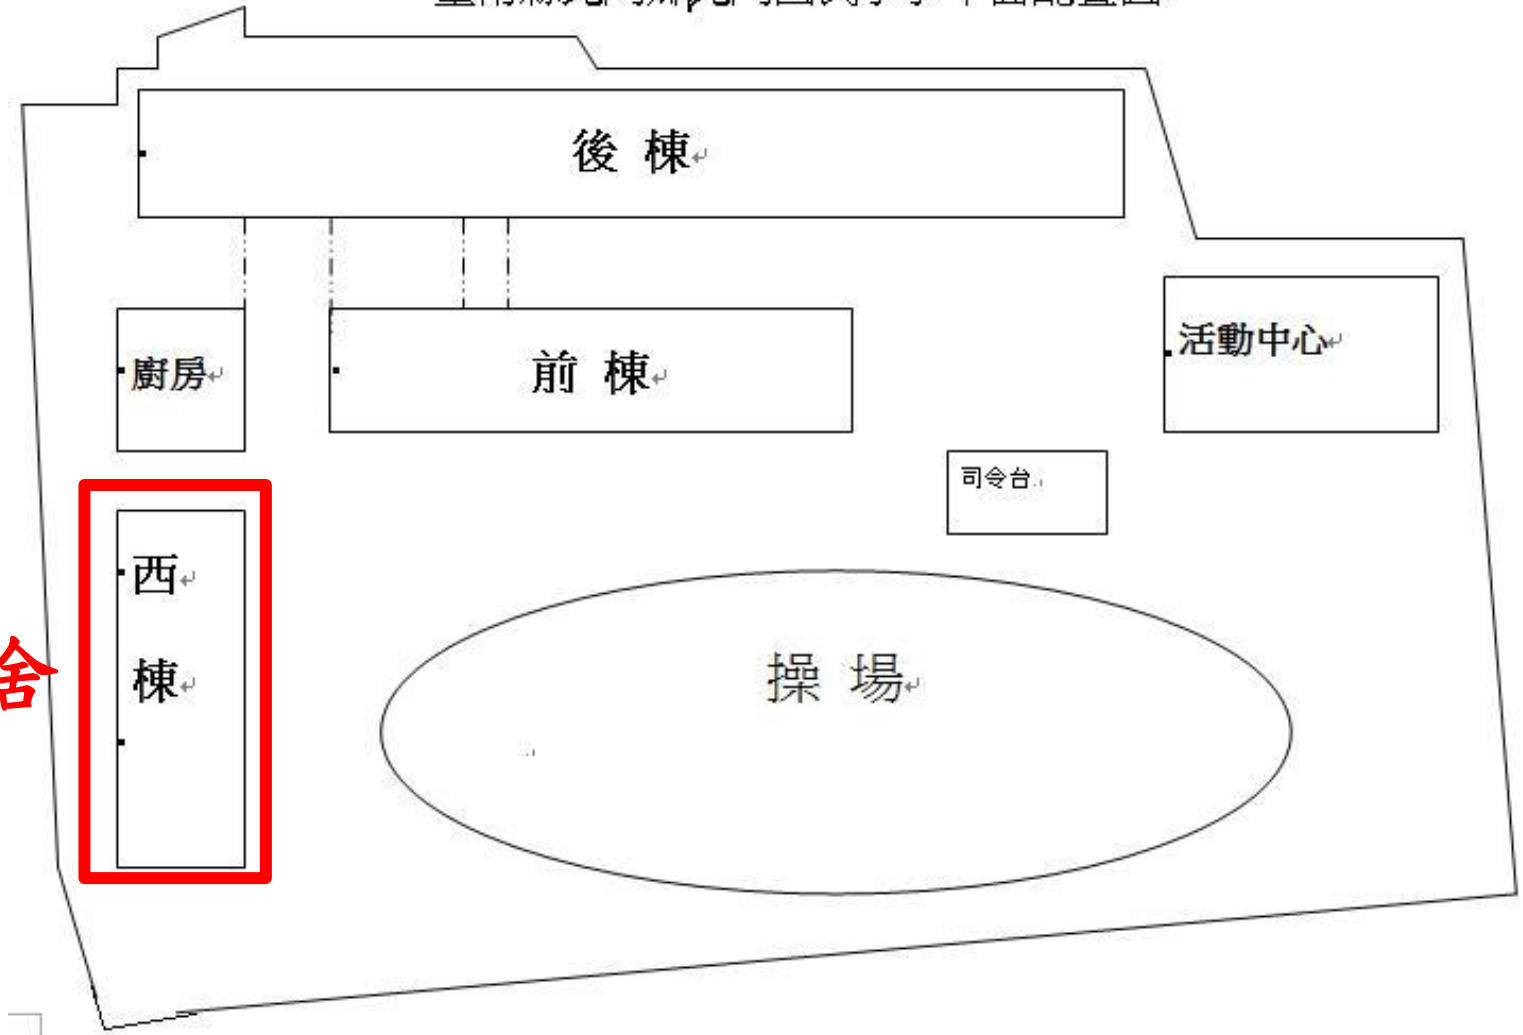 後 棟
廚房
前 棟
活動中心
司令台
西
棟
舍
操 場